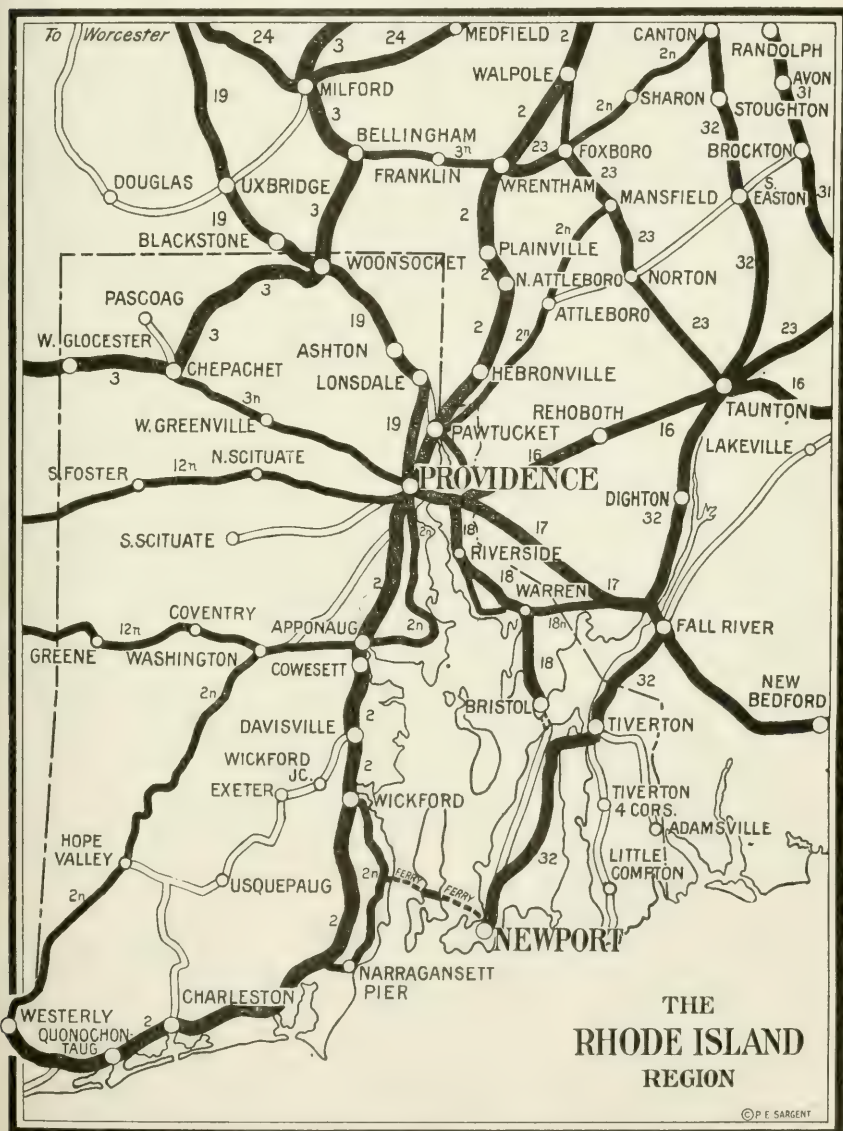 To Worcester
24
3
24
MEDFIELD
2
CANTON
RANDOLPH
2n
WALPOLE
AVON
31
19
MILFORD
SHARON
STOUGHTON
3
2
2n
32
BELLINGHAM
23
FOXBORO
BROCKTON
3n
FRANKLIN
WRENTHAM
23
DOUGLAS
UXBRIDGE
MANSFIELD
S. EASTON
31
19
3
2
2n
BLACKSTONE
PLAINVILLE
23
32
WOONSOCKET
2
N. ATTLEBORO
NORTON
3
PASCOAG
19
ATTLEBORO
3
2
2n
23
23
W. GLOCESTER
ASHTON
3
CHEPACHET
LONSDALE
HEBRONVILLE
16
3n
REHOBOTH
TAUNTON
W. GREENVILLE
19
PAWTUCKET
16
LAKEVILLE
12n
N. SCITUATE
16
S. FOSTER
PROVIDENCE
DIGHTON
32
2n
18
17
S. SCITUATE
RIVERSIDE
2
18
WARREN
17
COVENTRY
12n
APPONAUG
2n
18n
FALL RIVER
GREENE
WASHINGTON
COWESETT
18
2n
32
NEW
BEDFORD
BRISTOL
2
DAVISVILLE
TIVERTON
WICKFORD
JC.
2
EXETER
WICKFORD
TIVERTON
4 CORS.
ADAMSVILLE
HOPE
VALLEY
32
2n
FERRY
FERRY
LITTLE
COMPTON
USQUEPAUG
2n
2
NEWPORT
NARRAGANSETT
PIER
CHARLESTON
WESTERLY
QUONOCHON-
TAUG
2
THE
RHODE ISLAND
REGION
© P E SARGENT